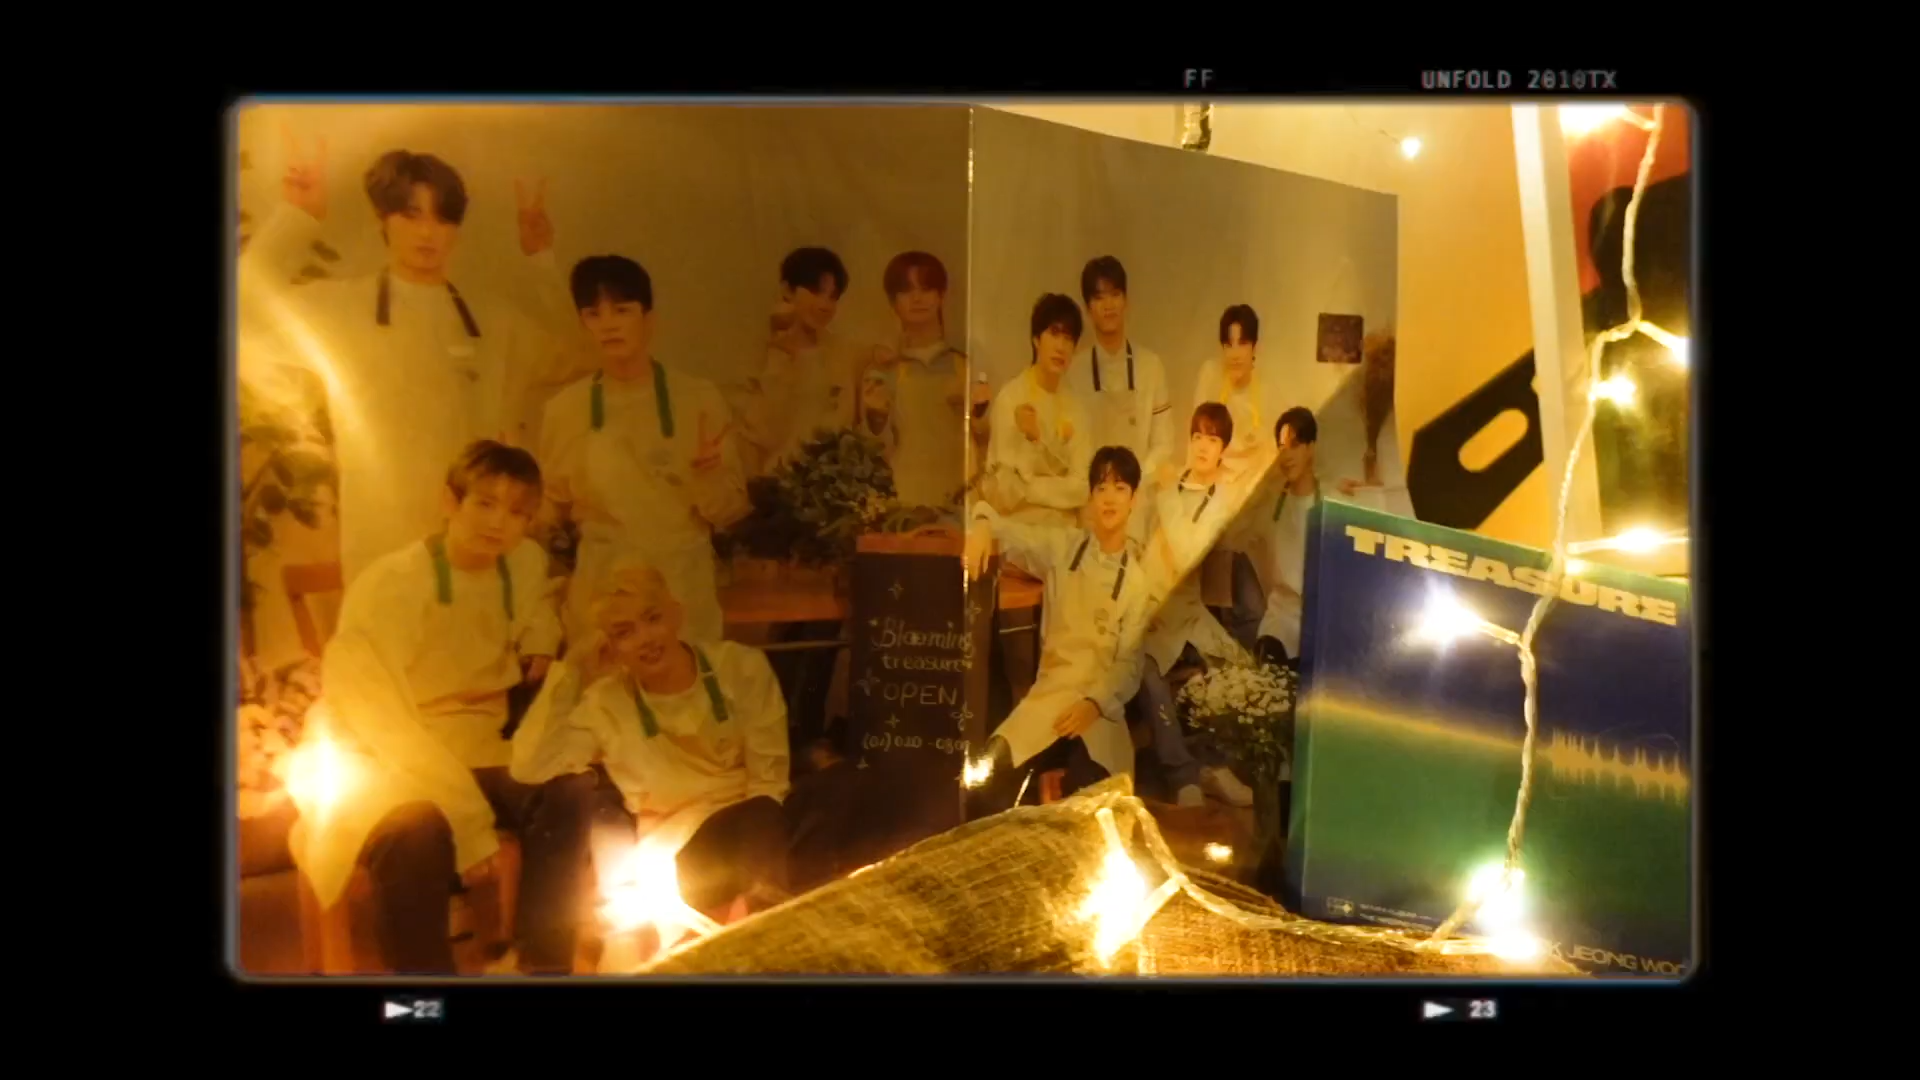 FF
UNFOLD 2010TX
Blooming
treasure
OPEN
TREASURE
JEONG WOO
22
23